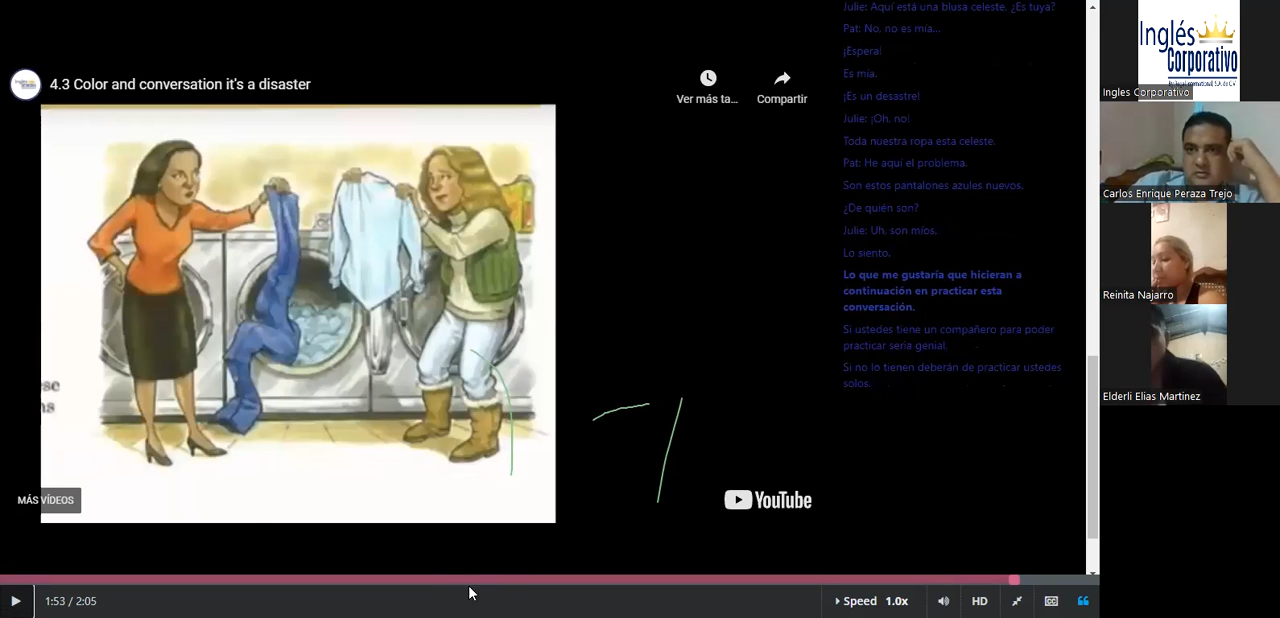 4.3 Color and conversation it's a disaster
Ver más ta...
Compartir
se
ns
MÁS VÍDEOS
YouTube
1:53 / 2:05
Speed 1.0x
HD
CC
Julie: Aquí está una blusa celeste. ¿Es tuya?
Pat: No, no es mía...
¡Espera!
Es mía.
¡Es un desastre!
Julie: ¡Oh, no!
Toda nuestra ropa esta celeste.
Pat: He aquí el problema.
Son estos pantalones azules nuevos.
¿De quién son?
Julie: Uh, son míos.
Lo siento.
Lo que me gustaría que hicieran a
continuación en practicar esta
conversación.
Si ustedes tiene un compañero para poder
practicar seria genial.
Si no lo tienen deberán de practicar ustedes
solos.
Inglés
Corporativo
Ingles Corporativo
Carlos Enrique Peraza Trejo
Reinita Najarro
Elderli Elias Martinez